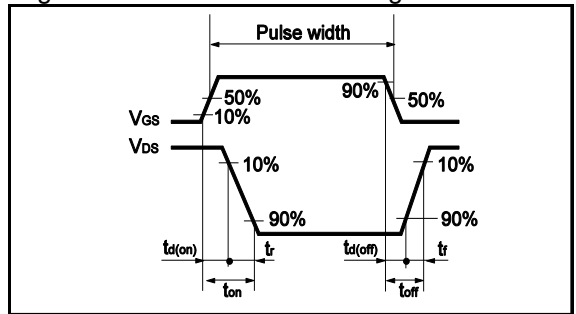 Pulse width
90%
50%
50%
VGS
10%
VDS
10%
10%
90%
90%
td(on)
tr
td(off)
tf
ton
toff